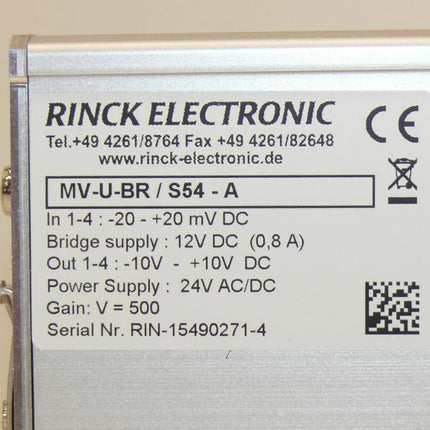 RINCK ELECTRONIC
Tel.+49 4261/8764 Fax +49 4261/82648
www.rinck-electronic.de
MV-U-BR / S54 - A
In 1-4 : -20 - +20 mV DC
Bridge supply : 12V DC (0,8 A)
Out 1-4 : -10V - +10V DC
Power Supply : 24V AC/DC
Gain: V = 500
Serial Nr. RIN-15490271-4
CE